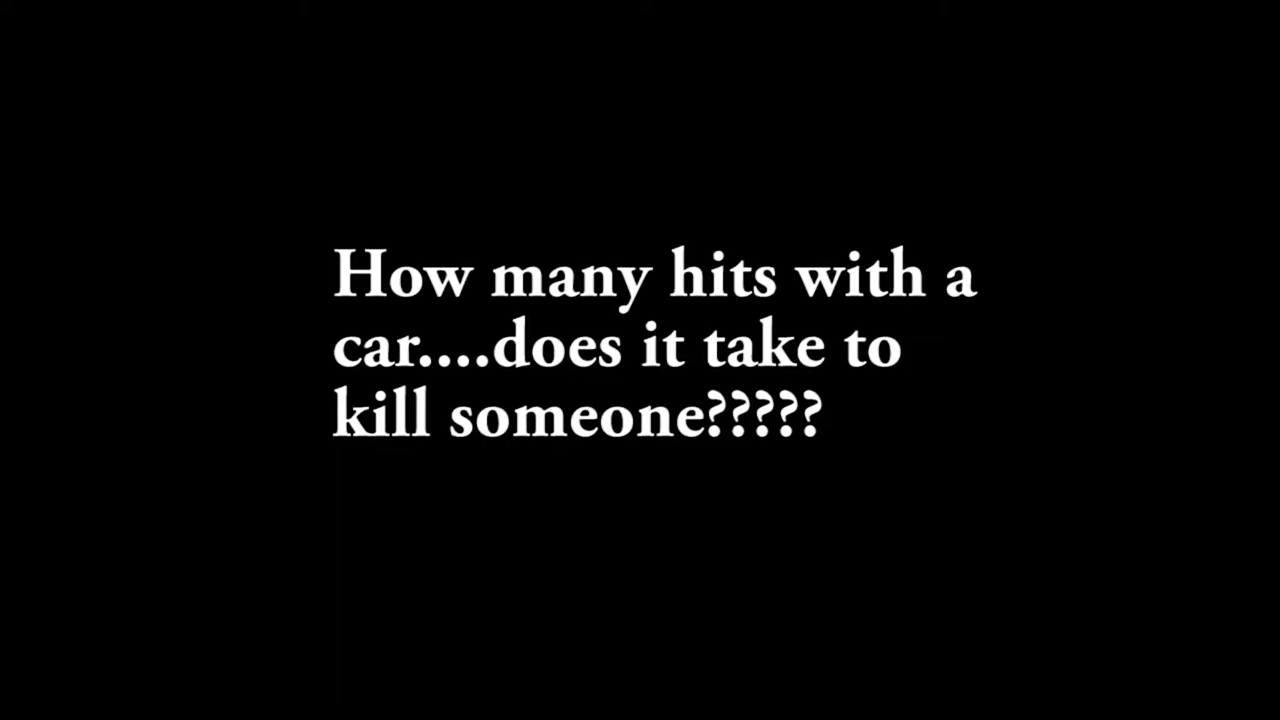 How many hits with a
car....does it take to
kill someone?????